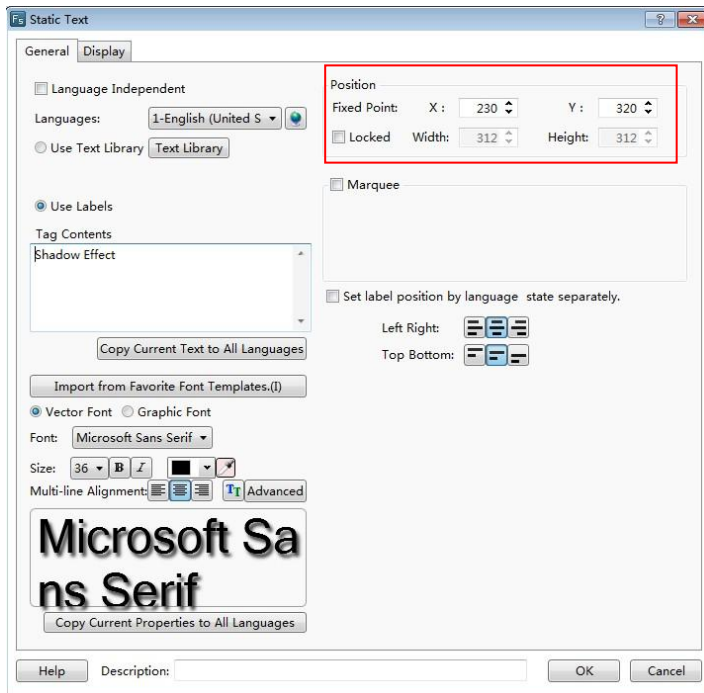 Fs Static Text
General Display
Language Independent
Languages: 1-English (United S
Use Text Library Text Library
Use Labels
Tag Contents
Shadow Effect
Copy Current Text to All Languages
Import from Favorite Font Templates.(I)
Vector Font Graphic Font
Font: Microsoft Sans Serif
Size: 36 B I
Multi-line Alignment: TT Advanced
Microsoft Sa
ns Serif
Copy Current Properties to All Languages
Position
Fixed Point: X : 230 Y : 320
Locked Width: 312 Height: 312
Marquee
Set label position by language state separately.
Left Right:
Top Bottom:
Help Description: OK Cancel